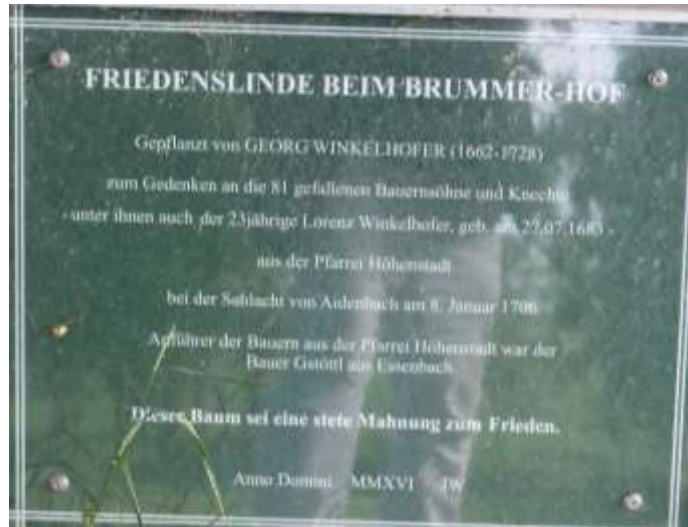 FRIEDENSLINDE BEIM BRUMMER-HOF
Gepflanzt von GEORG WINKELHOFER (1662-1728)
zum Gedenken an die 81 gefallenen Bauernsöhne und Knechte
- unter ihnen auch der 23jährige Lorenz Winkelhofer, geb. am 27.07.1683 -
aus der Pfarrei Höhenstadt
bei der Schlacht von Aidenbach am 8. Januar 1706
Anführer der Bauern aus der Pfarrei Höhenstadt war der
Bauer Gstöttl aus Essenbach.
Dieser Baum sei eine stete Mahnung zum Frieden.
Anno Domini MMXVI JW